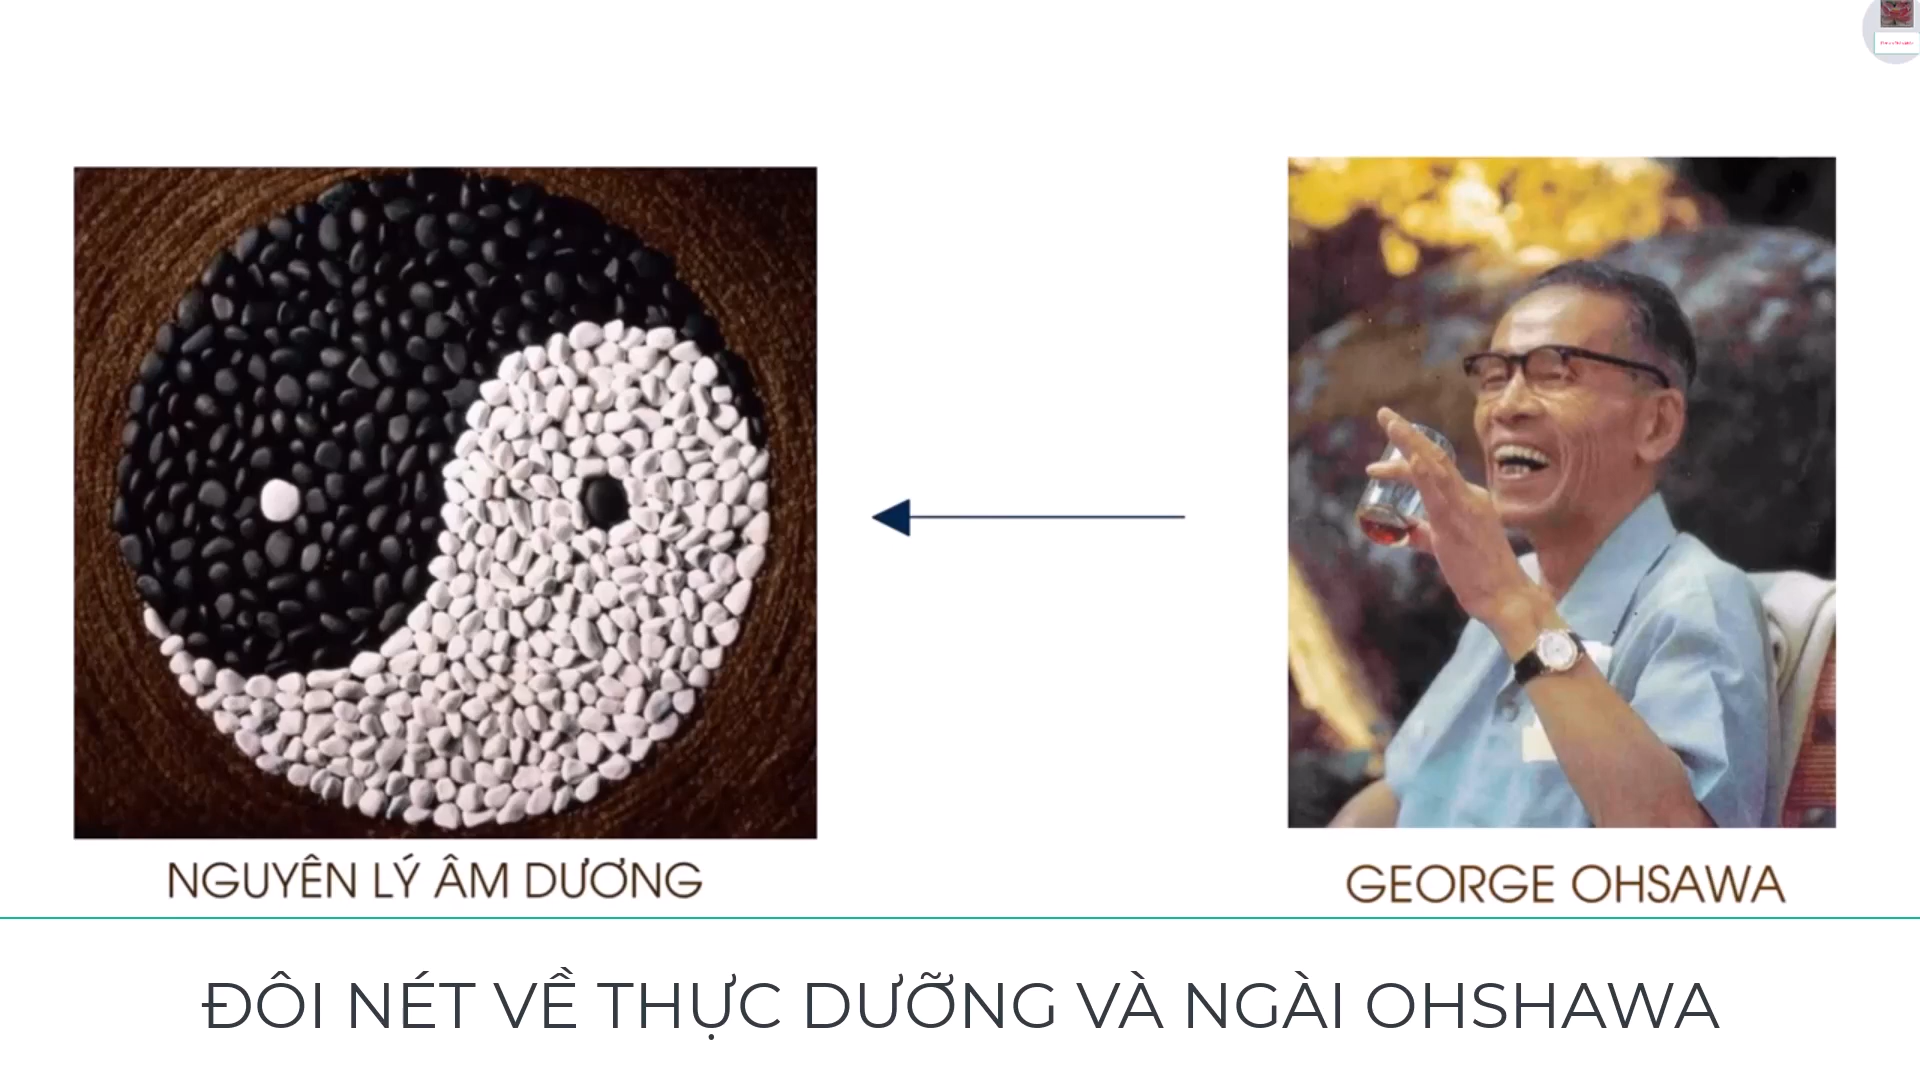 NGUYÊN LÝ ÂM DƯƠNG
GEORGE OHSAWA
ĐÔI NÉT VỀ THỰC DƯỠNG VÀ NGÀI OHSHAWA